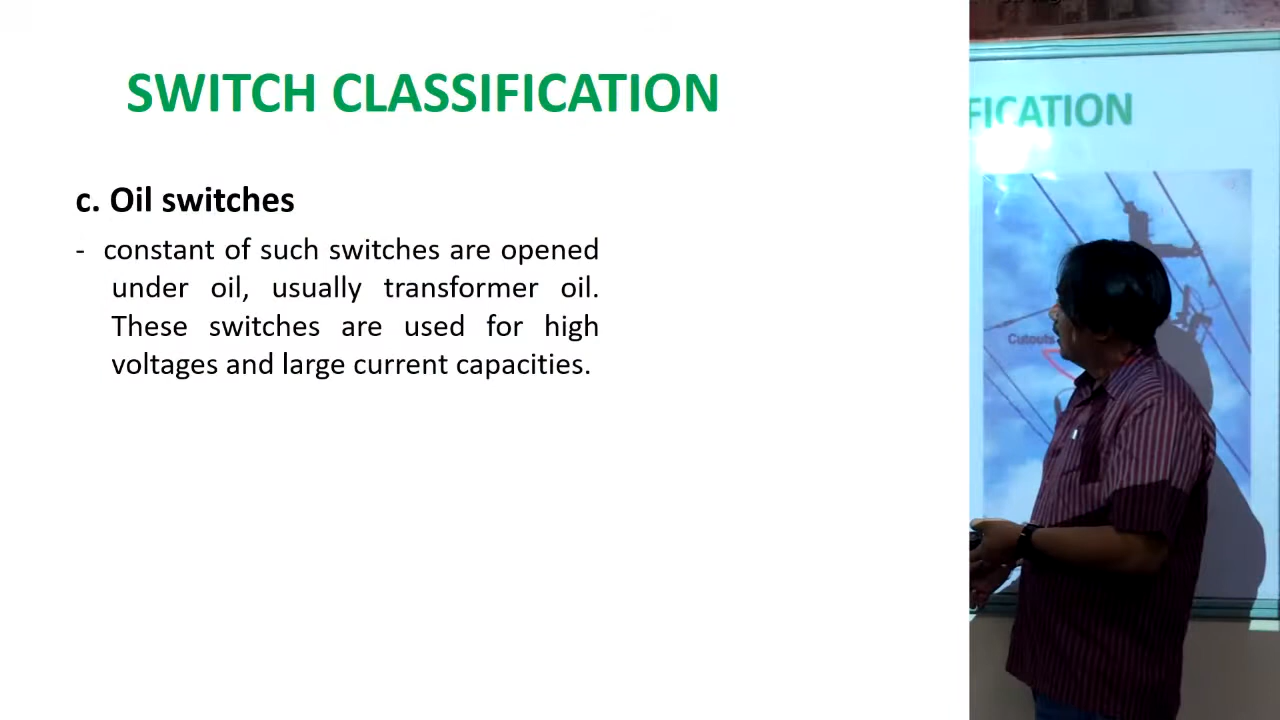 SWITCH CLASSIFICATION
c. Oil switches
- constant of such switches are opened
under oil, usually transformer oil.
These switches are used for high
voltages and large current capacities.
FICATION
Cutouts